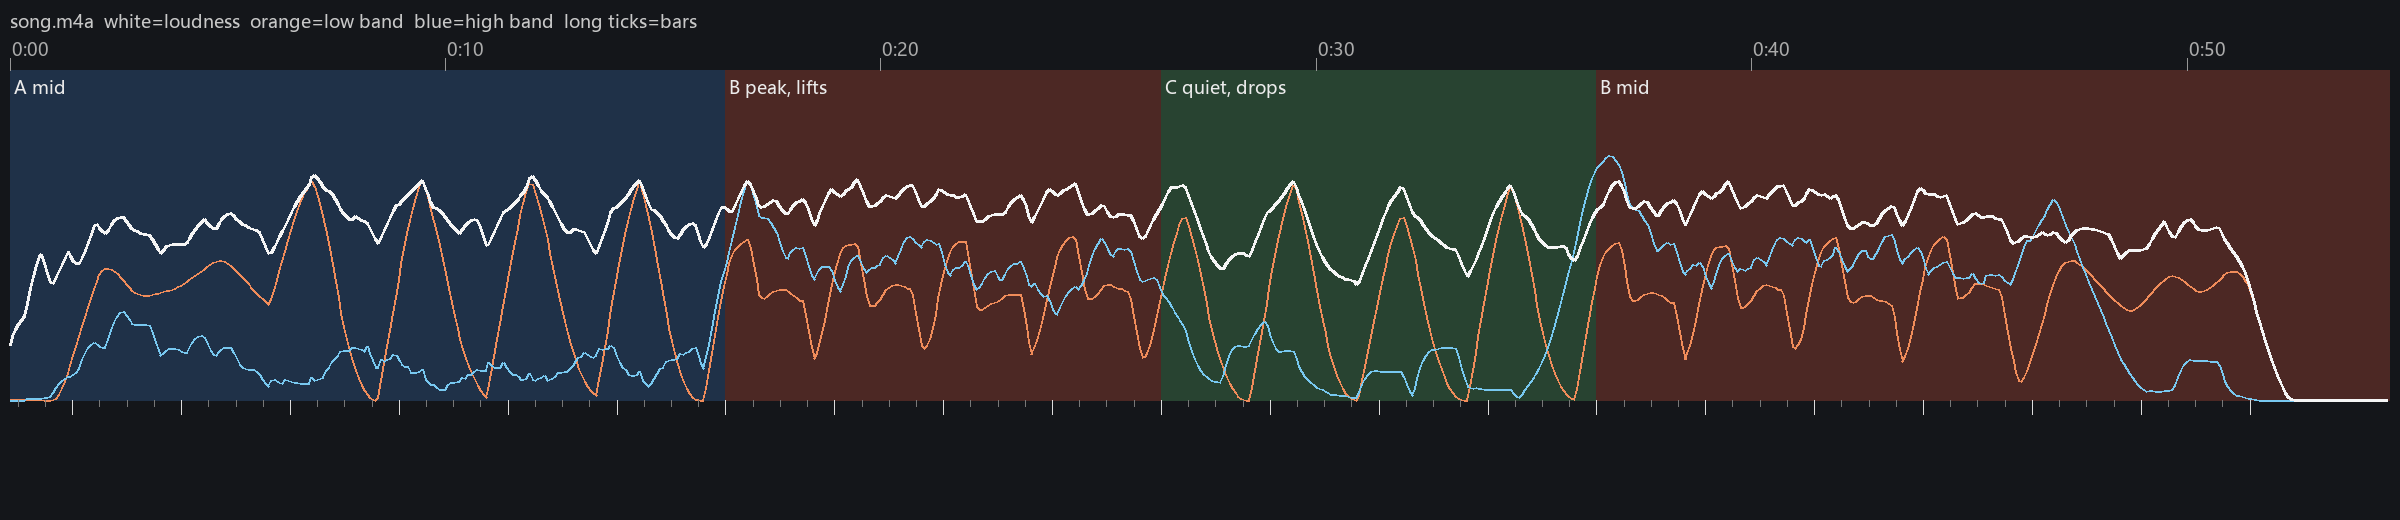 song.m4a  white=loudness  orange=low band  blue=high band  long ticks=bars
0:00 0:10 0:20 0:30 0:40 0:50
A mid B peak, lifts C quiet, drops B mid